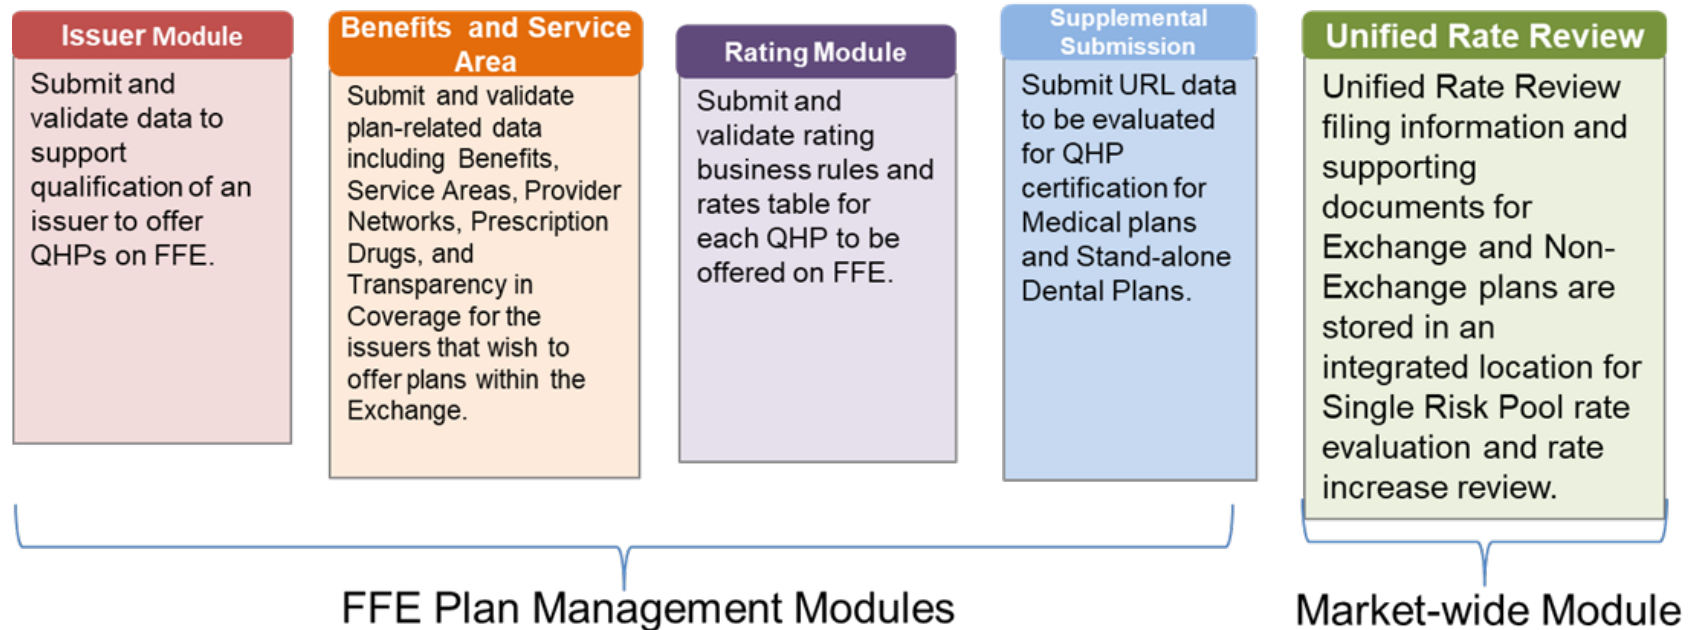 Issuer Module
Submit and
validate data to
support
qualification of an
issuer to offer
QHPs on FFE.
Benefits and Service
Area
Submit and validate
plan-related data
including Benefits,
Service Areas, Provider
Networks, Prescription
Drugs, and
Transparency in
Coverage for the
issuers that wish to
offer plans within the
Exchange.
Rating Module
Submit and
validate rating
business rules and
rates table for
each QHP to be
offered on FFE.
Supplemental
Submission
Submit URL data
to be evaluated
for QHP
certification for
Medical plans
and Stand-alone
Dental Plans.
Unified Rate Review
Unified Rate Review
filing information and
supporting
documents for
Exchange and Non-
Exchange plans are
stored in an
integrated location for
Single Risk Pool rate
evaluation and rate
increase review.
FFE Plan Management Modules
Market-wide Module